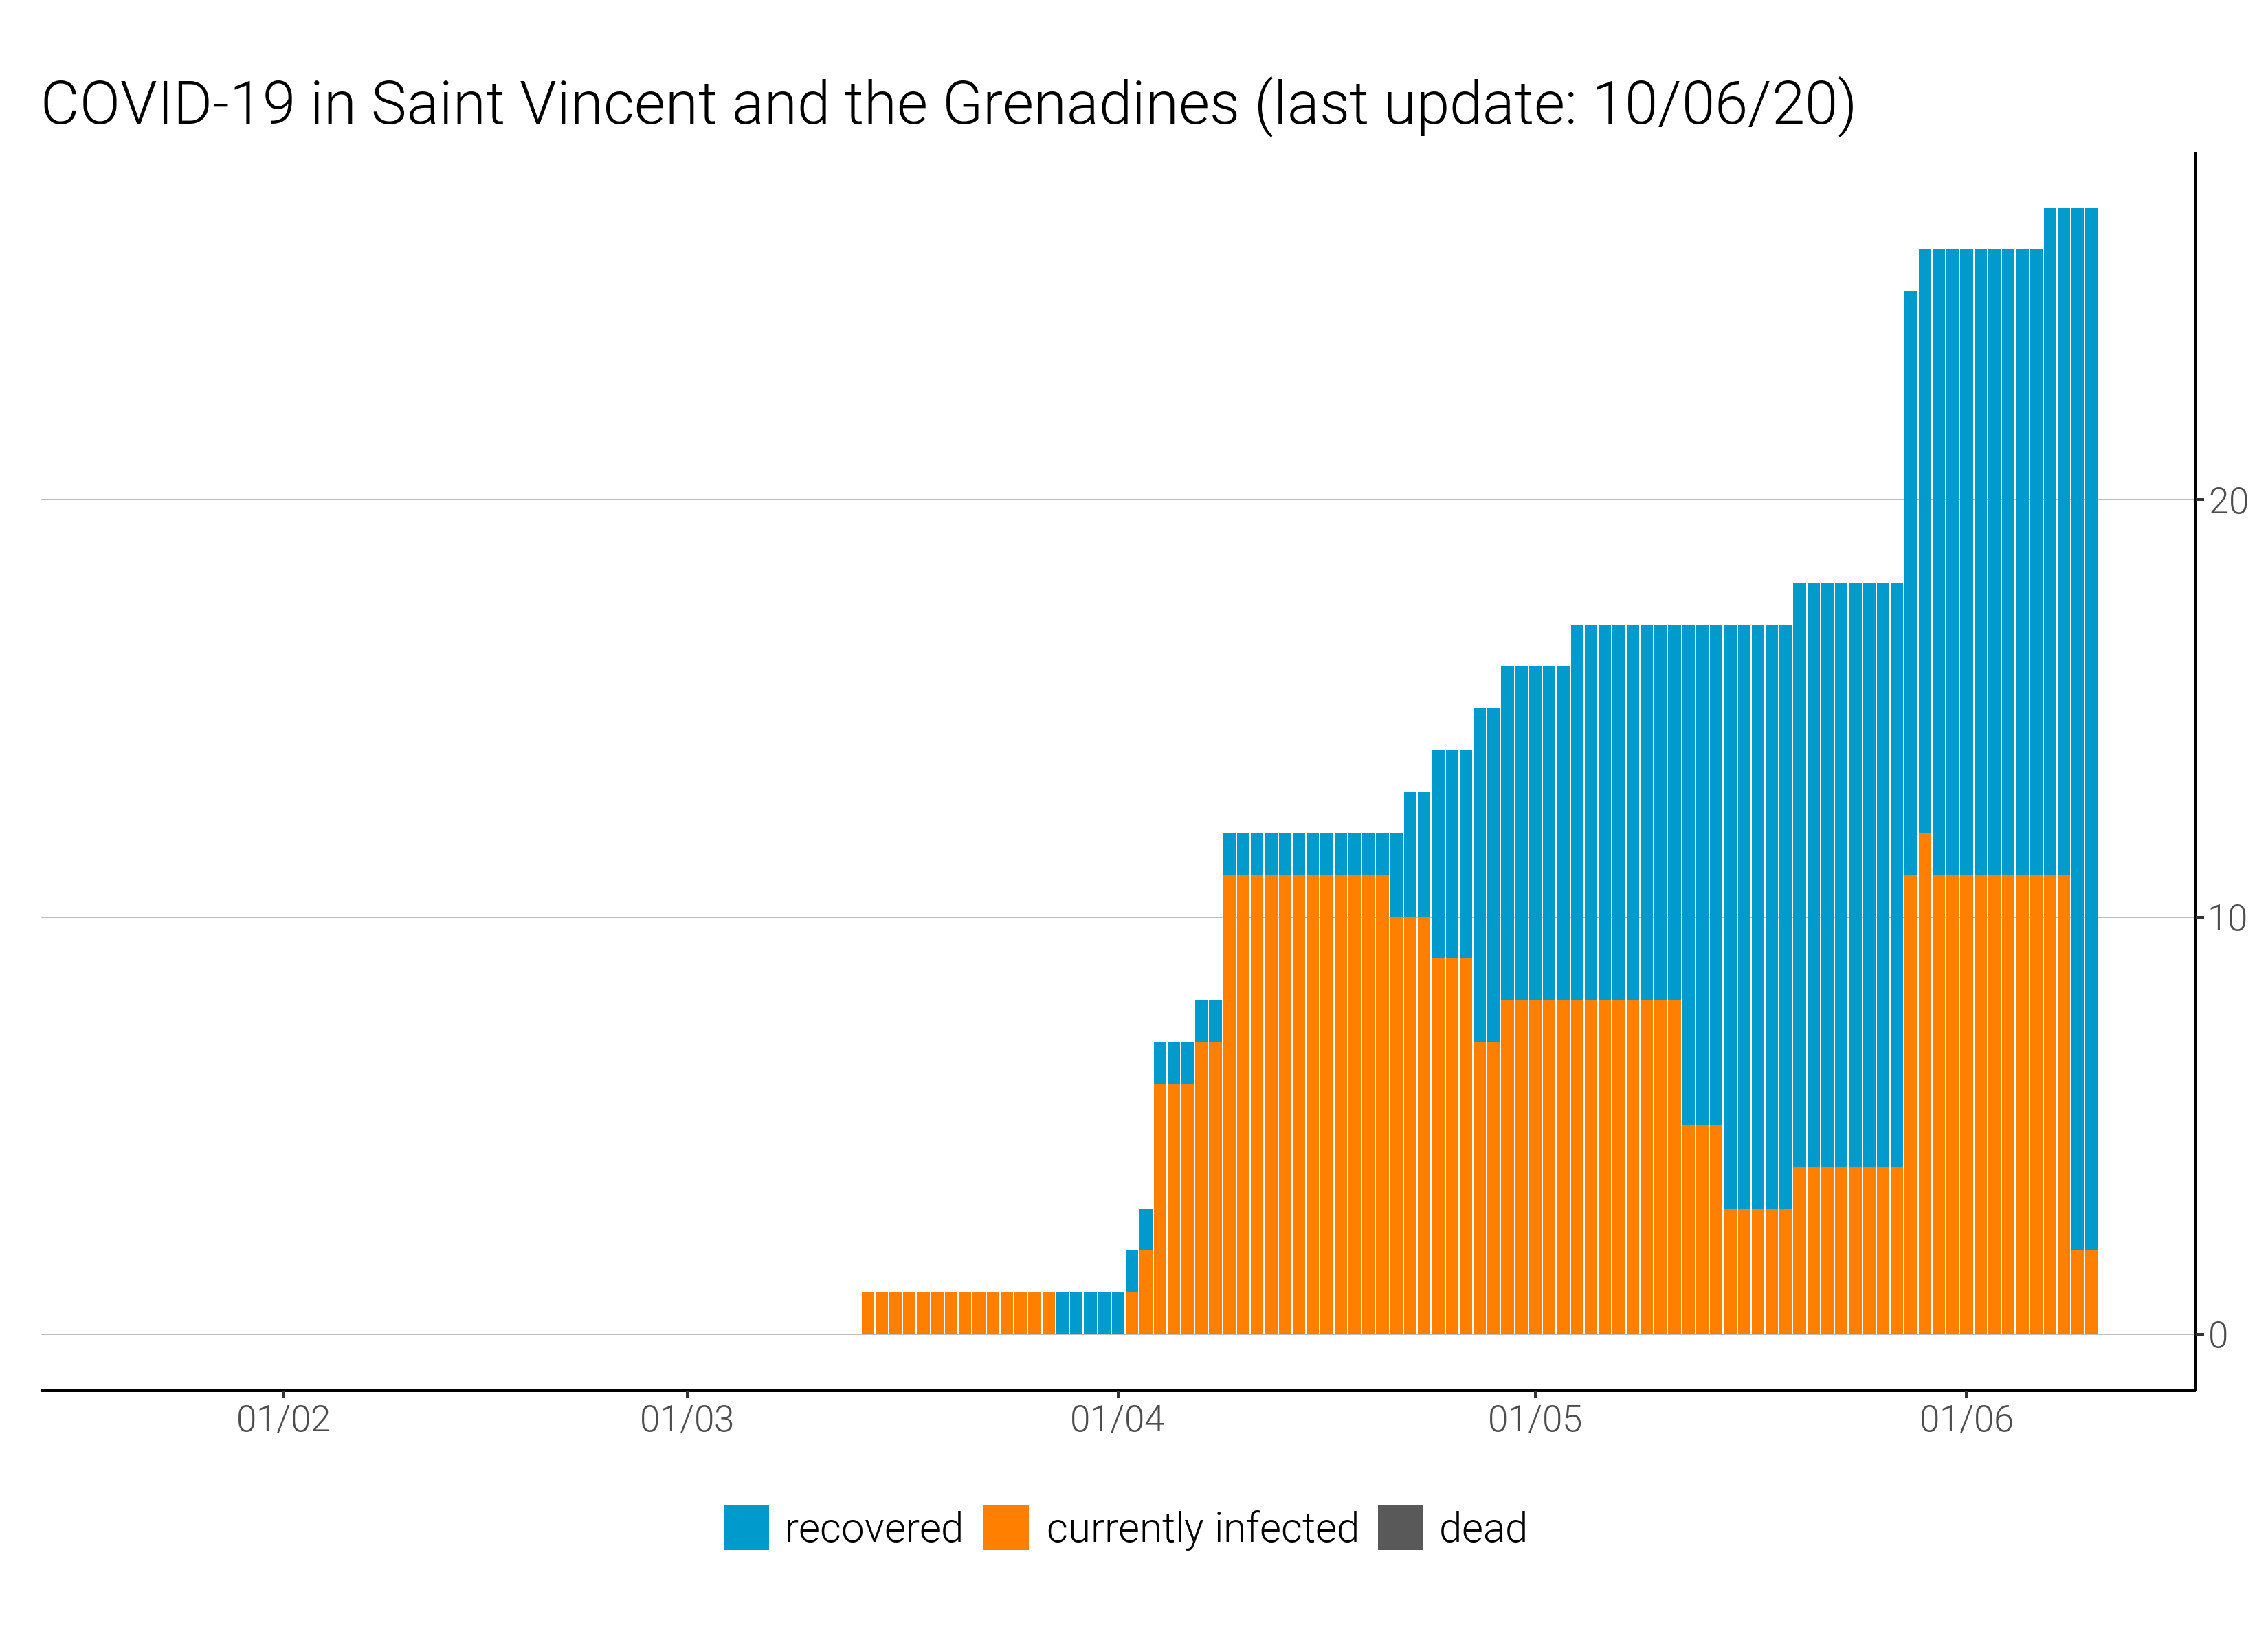 COVID-19 in Saint Vincent and the Grenadines (last update: 10/06/20)
20
10
0
01/02 01/03 01/04 01/05 01/06
recovered currently infected dead